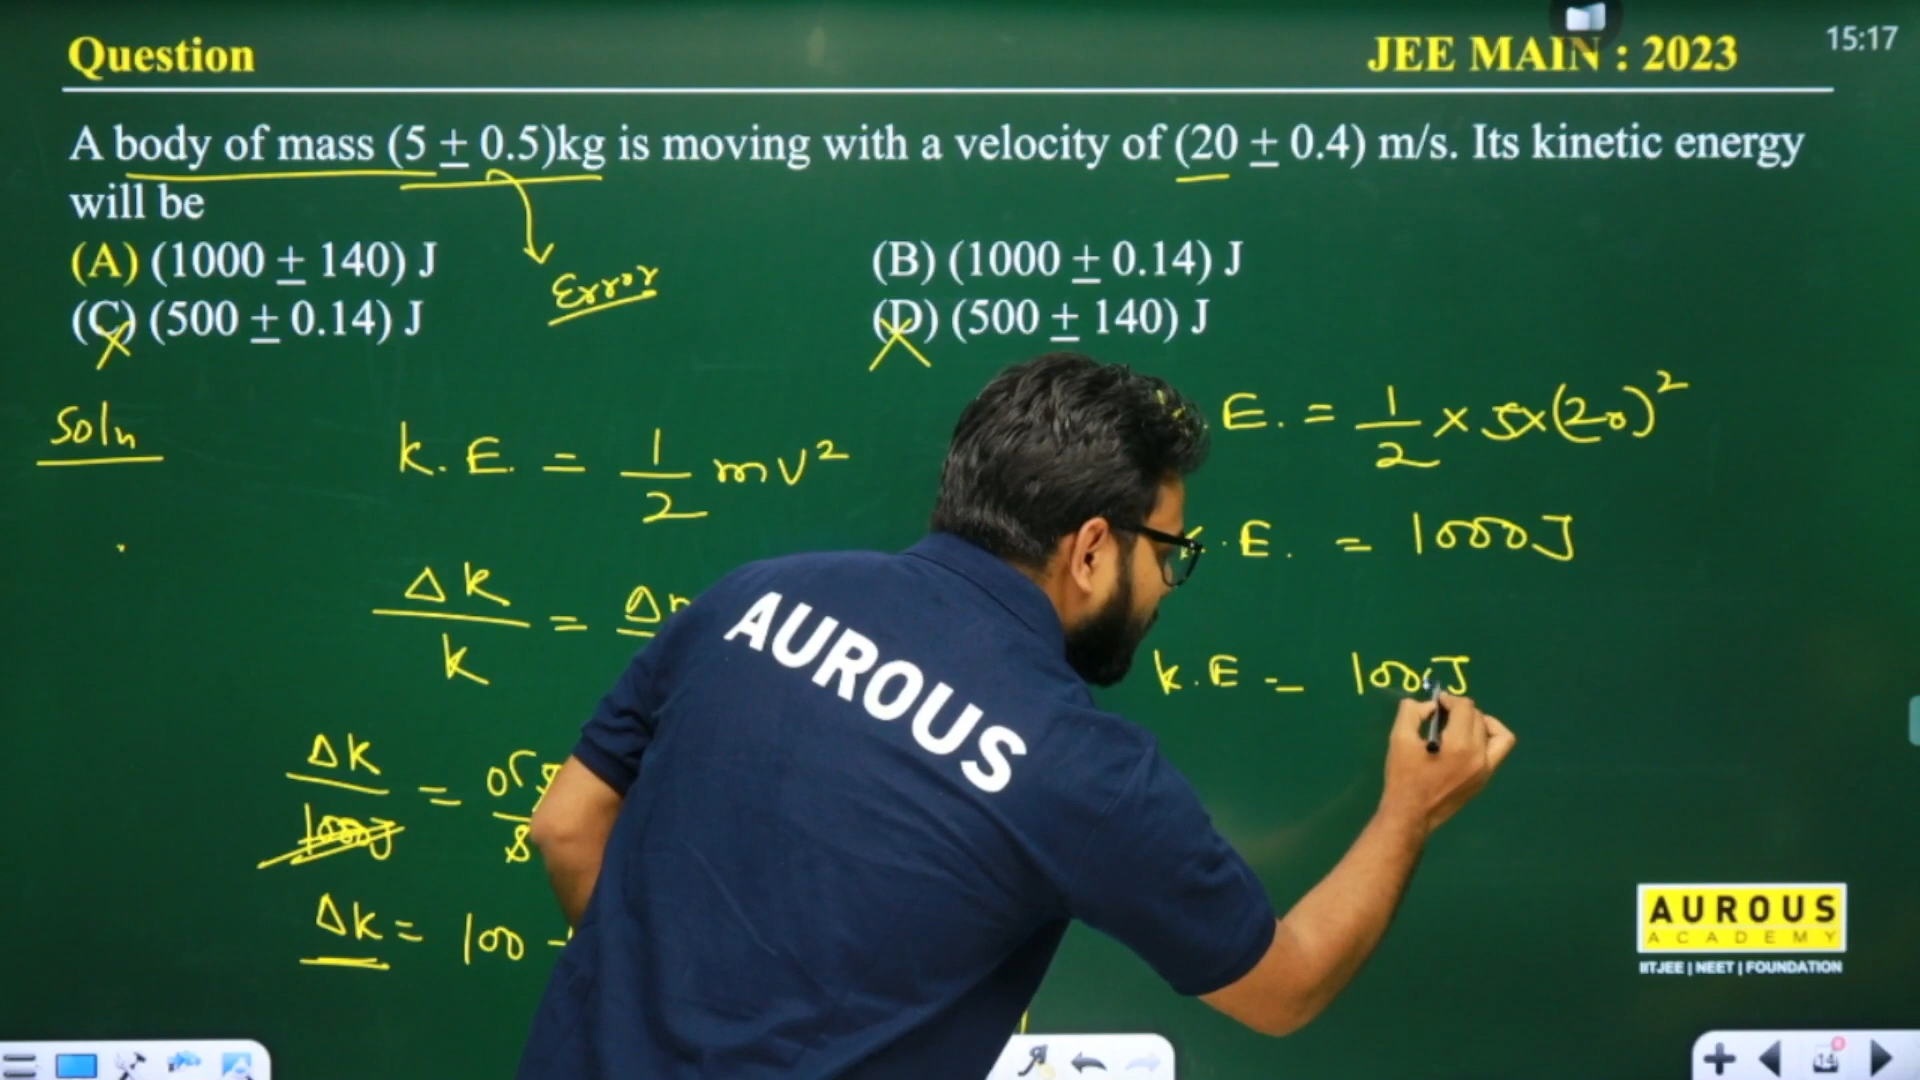 Question
JEE MAIN : 2023
15:17
A body of mass (5 ± 0.5)kg is moving with a velocity of (20 ± 0.4) m/s. Its kinetic energy
will be
(A) (1000 ± 140) J
(B) (1000 ± 0.14) J
(C) (500 ± 0.14) J
(D) (500 ± 140) J
Error
Soln
K.E. = 1/2 mv²
E. = 1/2 × 5×(20)²
.E. = 1000J
Δk/k = Δ
k.E = 100 J
Δk/1000J =
Δk = 100 -
AUROUS
AUROUS
ACADEMY
IITJEE | NEET | FOUNDATION
14